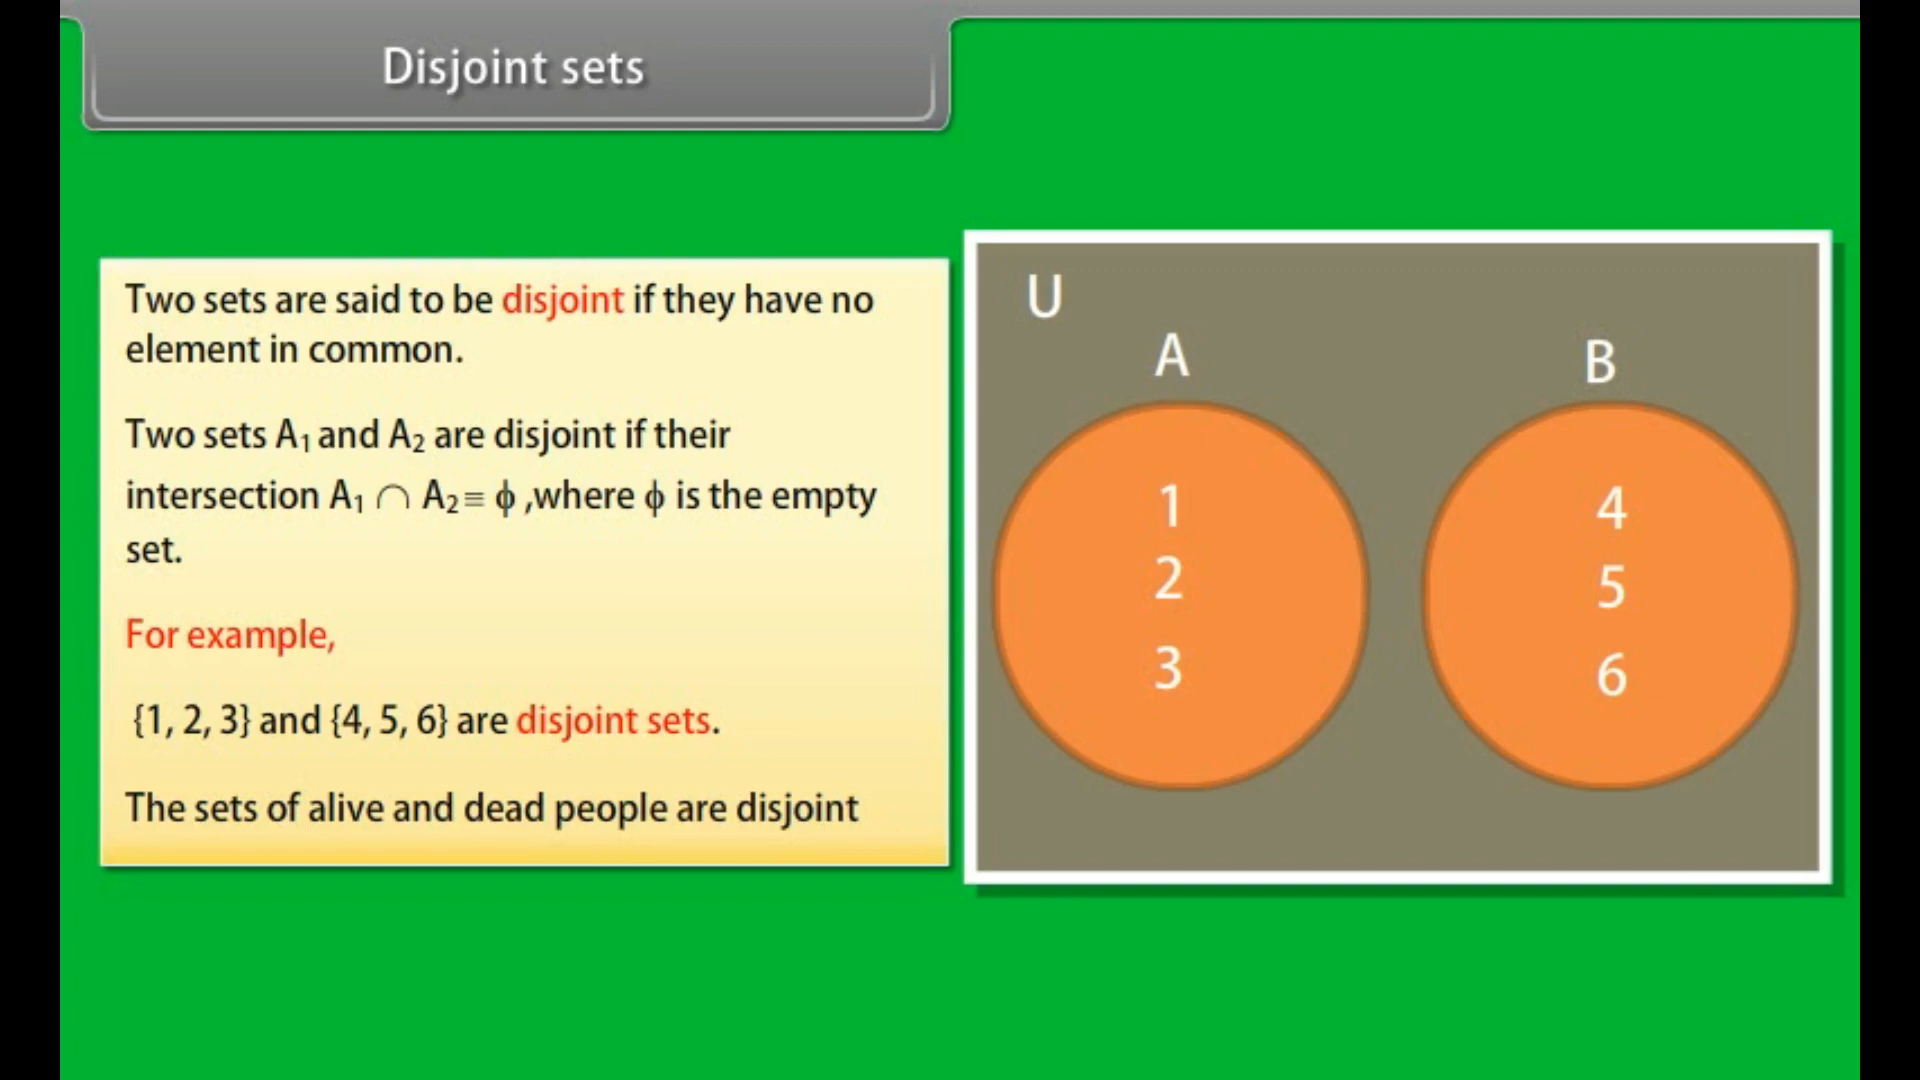 Disjoint sets
Two sets are said to be disjoint if they have no
element in common.
Two sets A₁ and A₂ are disjoint if their
intersection A₁ ∩ A₂ ≡ ϕ ,where ϕ is the empty
set.
For example,
{1, 2, 3} and {4, 5, 6} are disjoint sets.
The sets of alive and dead people are disjoint
U
A
B
1
2
3
4
5
6